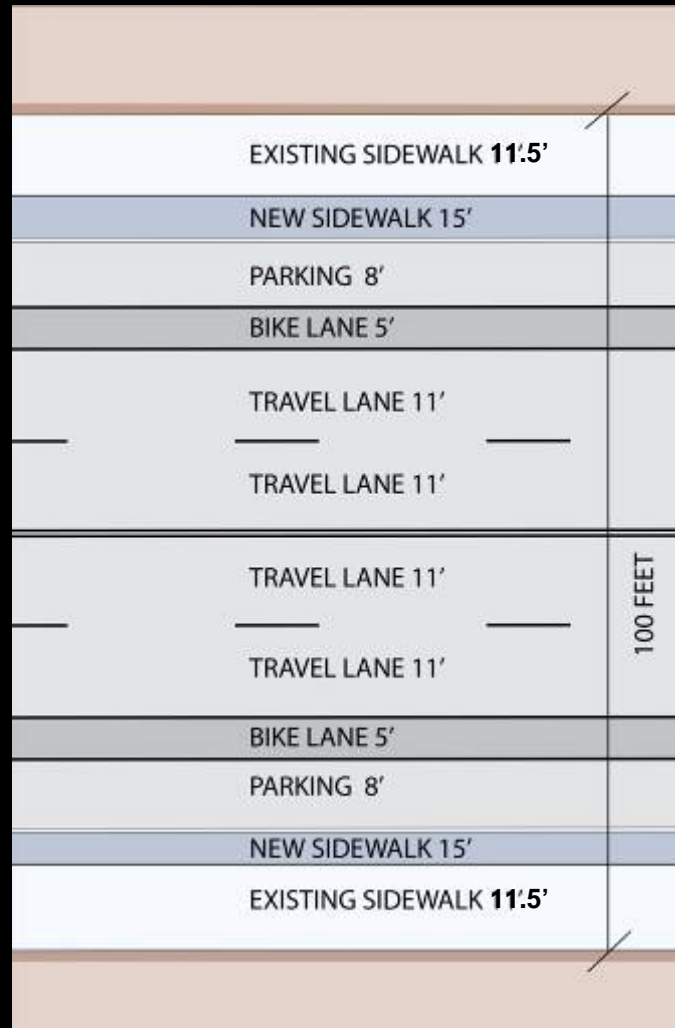 EXISTING SIDEWALK 11'.5'
NEW SIDEWALK 15'
PARKING 8'
BIKE LANE 5'
TRAVEL LANE 11'
TRAVEL LANE 11'
TRAVEL LANE 11'
TRAVEL LANE 11'
100 FEET
BIKE LANE 5'
PARKING 8'
NEW SIDEWALK 15'
EXISTING SIDEWALK 11'.5'